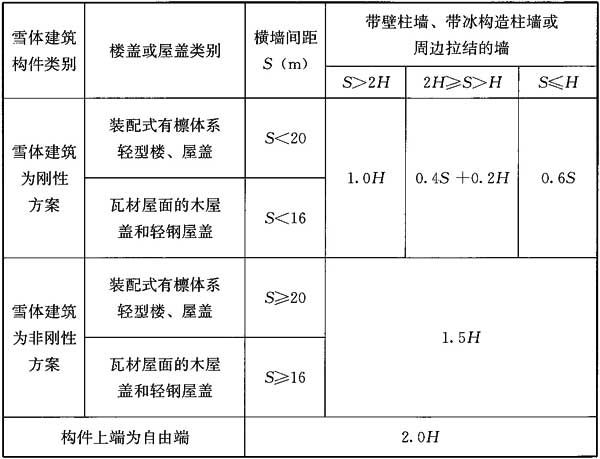 雪体建筑
构件类别
楼盖或屋盖类别
横墙间距
S（m）
带壁柱墙、带冰构造柱墙或
周边拉结的墙
S>2H
2H≥S>H
S≤H
雪体建筑
为刚性
方案
装配式有檩体系
轻型楼、屋盖
S<20
1.0H
0.4S+0.2H
0.6S
瓦材屋面的木屋
盖和轻钢屋盖
S<16
雪体建筑
为非刚性
方案
装配式有檩体系
轻型楼、屋盖
S≥20
1.5H
瓦材屋面的木屋
盖和轻钢屋盖
S≥16
构件上端为自由端
2.0H